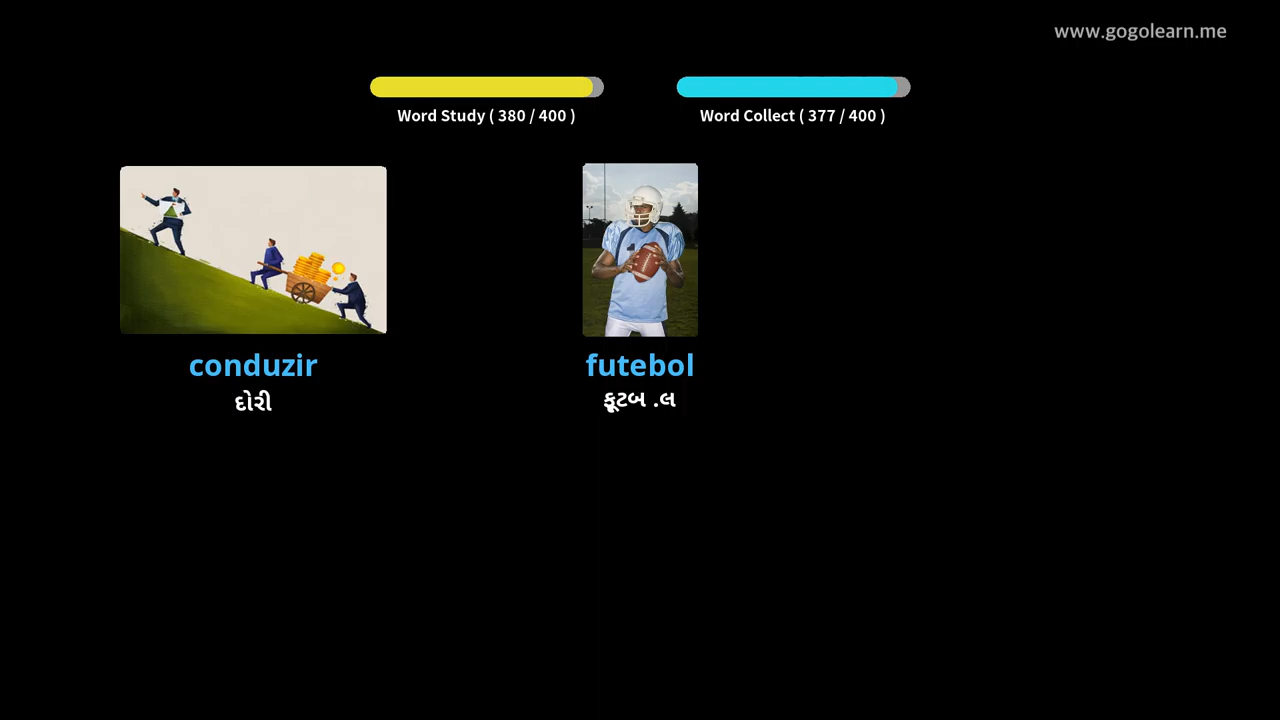 www.gogolearn.me
Word Study ( 380 / 400 )
Word Collect ( 377 / 400 )
conduzir
દોરી
futebol
ફૂટબ .લ